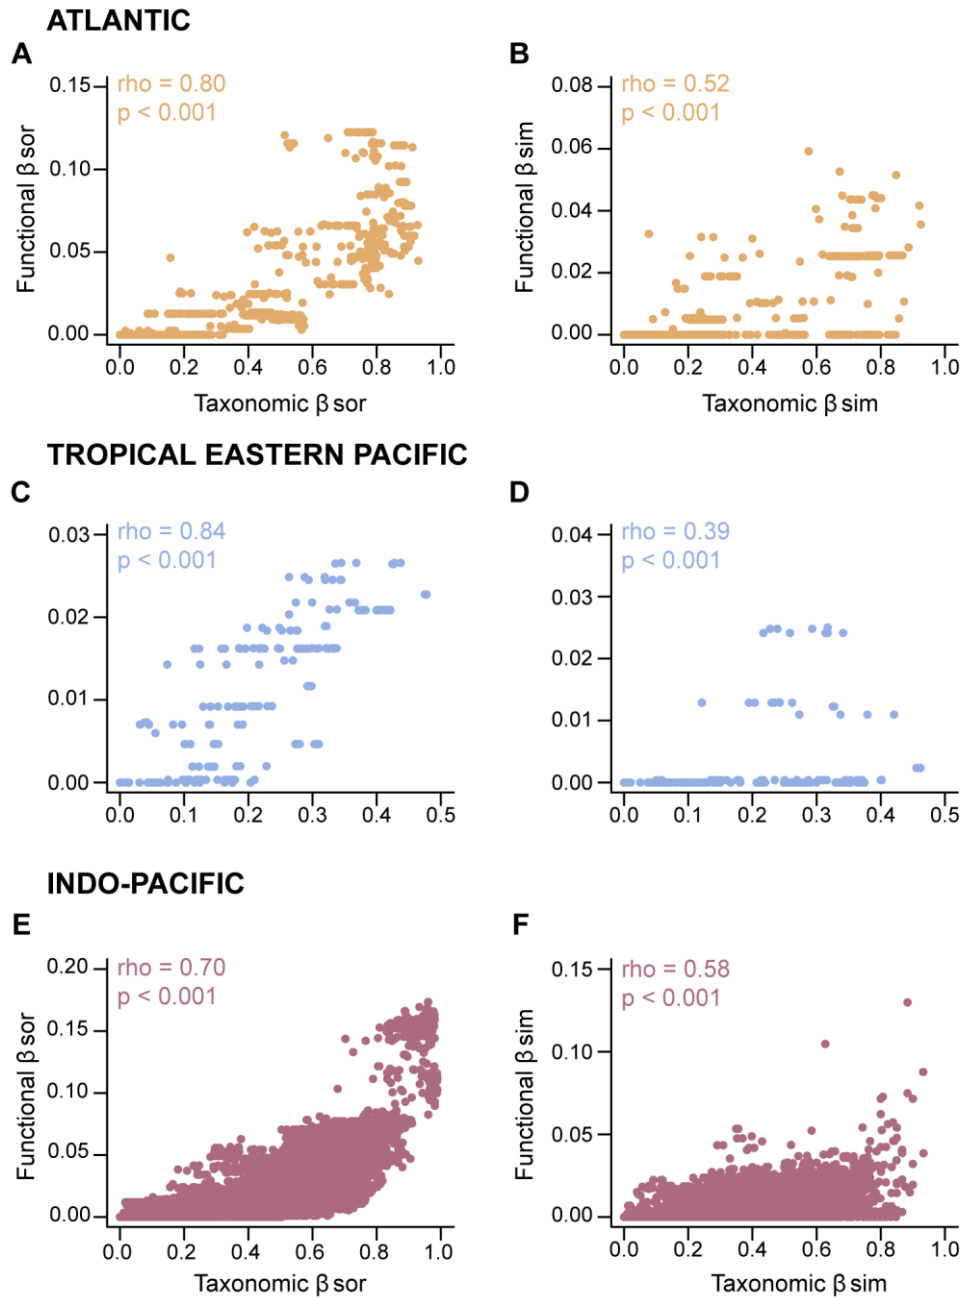 ATLANTIC
A
rho = 0.80
p < 0.001
Functional β sor
0.15
0.10
0.05
0.00
0.0 0.2 0.4 0.6 0.8 1.0
Taxonomic β sor
B
rho = 0.52
p < 0.001
Functional β sim
0.08
0.06
0.04
0.02
0.00
0.0 0.2 0.4 0.6 0.8 1.0
Taxonomic β sim
TROPICAL EASTERN PACIFIC
C
rho = 0.84
p < 0.001
0.03
0.02
0.01
0.00
0.0 0.1 0.2 0.3 0.4 0.5
D
rho = 0.39
p < 0.001
0.04
0.03
0.02
0.01
0.00
0.0 0.1 0.2 0.3 0.4 0.5
INDO-PACIFIC
E
rho = 0.70
p < 0.001
Functional β sor
0.20
0.15
0.10
0.05
0.00
0.0 0.2 0.4 0.6 0.8 1.0
Taxonomic β sor
F
rho = 0.58
p < 0.001
Functional β sim
0.15
0.10
0.05
0.00
0.0 0.2 0.4 0.6 0.8 1.0
Taxonomic β sim